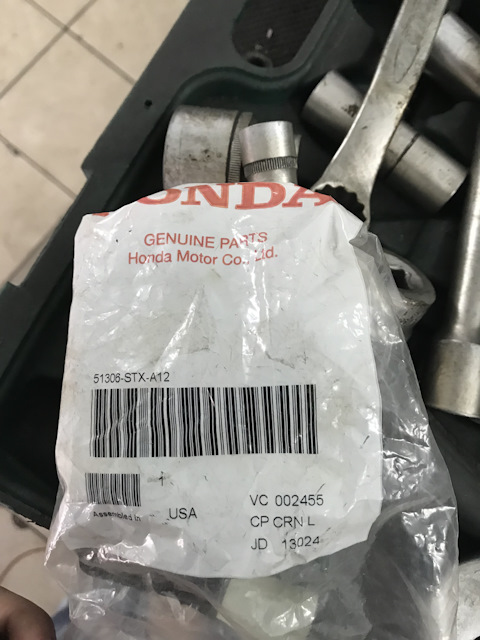 HONDA
GENUINE PARTS
Honda Motor Co., Ltd.
51306-STX-A12
1
Assembled in USA
VC 002455
CP CRN L
JD 13024